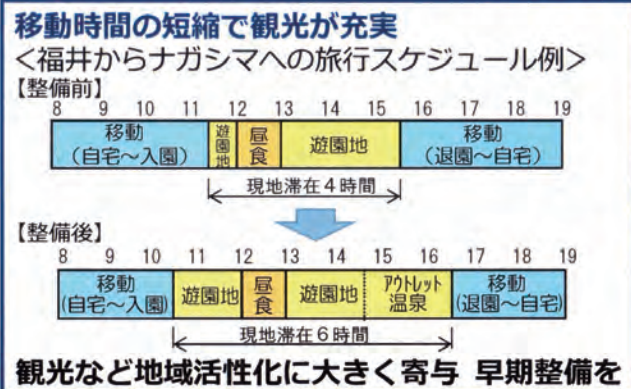 移動時間の短縮で観光が充実
＜福井からナガシマへの旅行スケジュール例＞
【整備前】
8 9 10 11 12 13 14 15 16 17 18 19
移動
（自宅～入園）
遊園地
昼食
遊園地
移動
（退園～自宅）
現地滞在4時間
【整備後】
8 9 10 11 12 13 14 15 16 17 18 19
移動
（自宅～入園）
遊園地
昼食
遊園地
アウトレット
温泉
移動
（退園～自宅）
現地滞在6時間
観光など地域活性化に大きく寄与 早期整備を